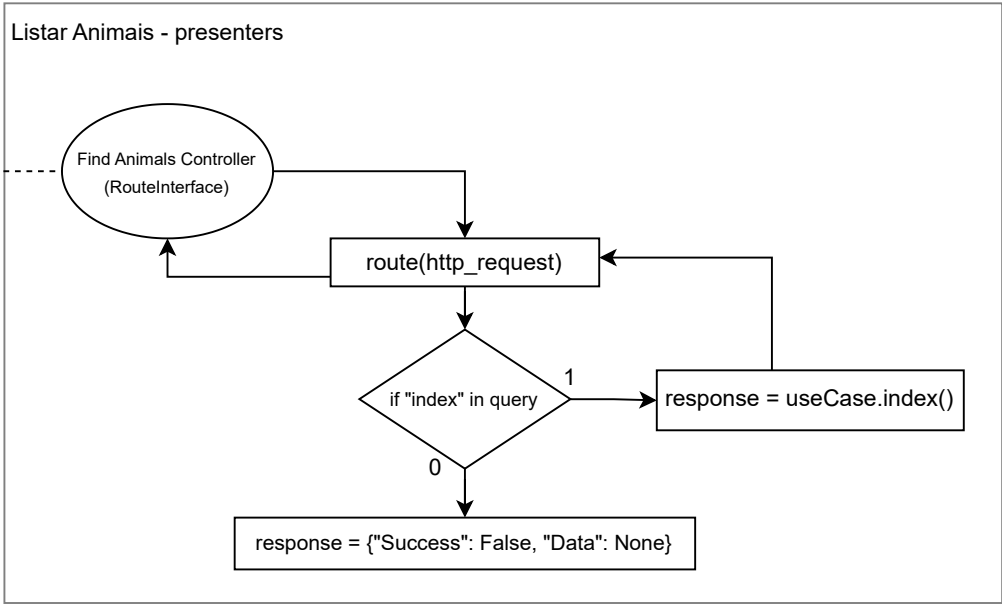 Listar Animais - presenters
Find Animals Controller
(RouteInterface)
route(http_request)
if "index" in query
1
response = useCase.index()
0
response = {"Success": False, "Data": None}